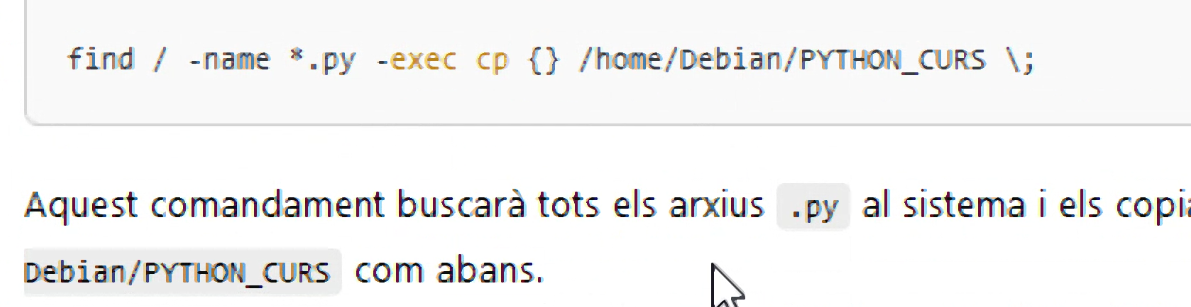 find / -name *.py -exec cp {} /home/Debian/PYTHON_CURS \;
Aquest comandament buscarà tots els arxius .py al sistema i els
Debian/PYTHON_CURS com abans.